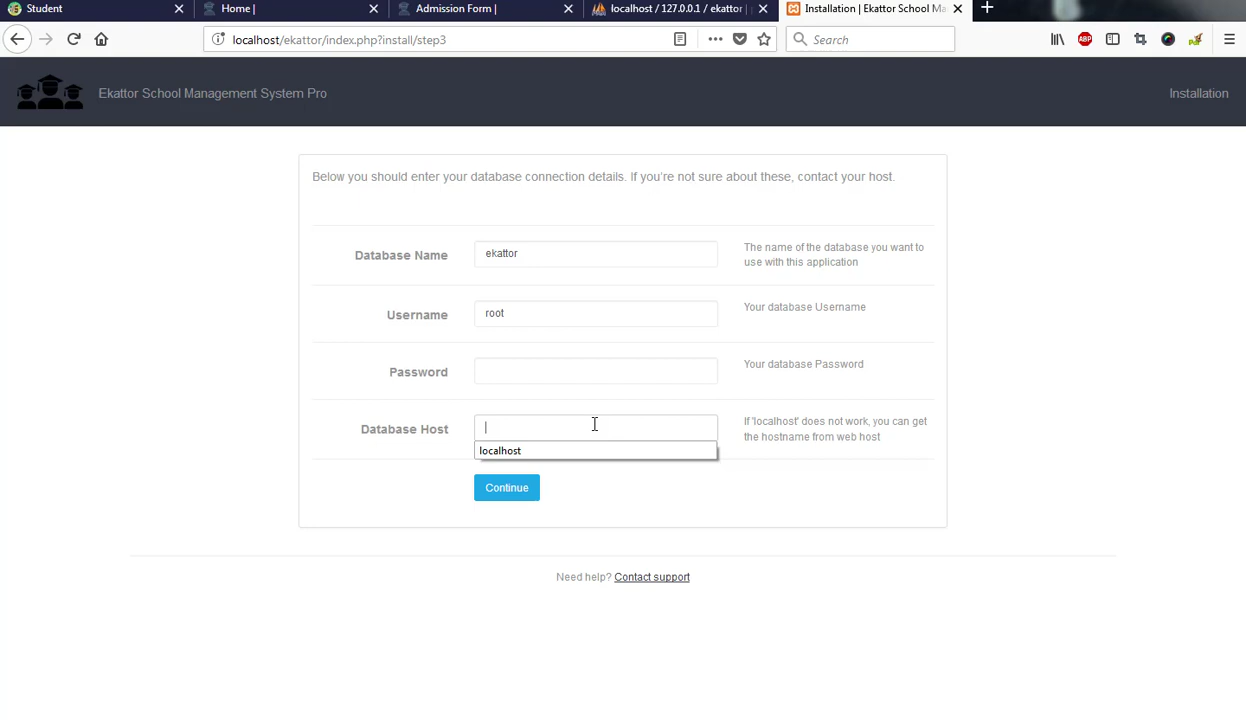 Student
Home |
Admission Form |
localhost / 127.0.0.1 / ekattor |
Installation | Ekattor School Ma
localhost/ekattor/index.php?install/step3
Search
ABP
Ekattor School Management System Pro
Installation
Below you should enter your database connection details. If you're not sure about these, contact your host.
Database Name
ekattor
The name of the database you want to
use with this application
Username
root
Your database Username
Password
Your database Password
Database Host
If 'localhost' does not work, you can get
the hostname from web host
localhost
Continue
Need help? Contact support